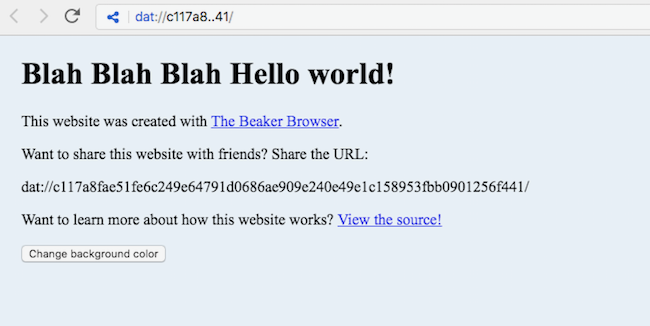 dat://c117a8..41/
Blah Blah Blah Hello world!
This website was created with The Beaker Browser.
Want to share this website with friends? Share the URL:
dat://c117a8fae51fe6c249e64791d0686ae909e240e49e1c158953fbb0901256f441/
Want to learn more about how this website works? View the source!
Change background color